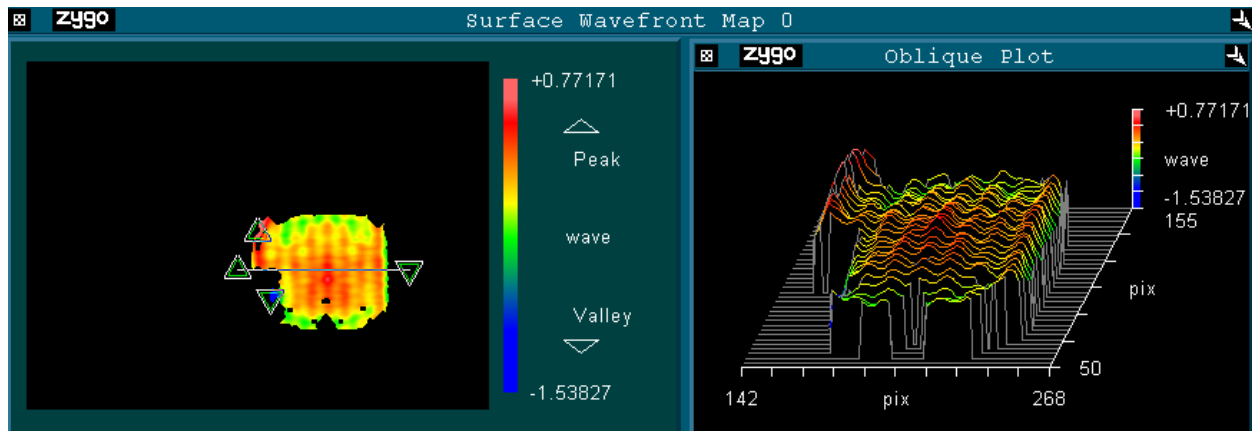 zygo Surface Wavefront Map 0
+0.77171
Peak
wave
Valley
-1.53827
zygo Oblique Plot
+0.77171
wave
-1.53827
155
pix
50
142 pix 268